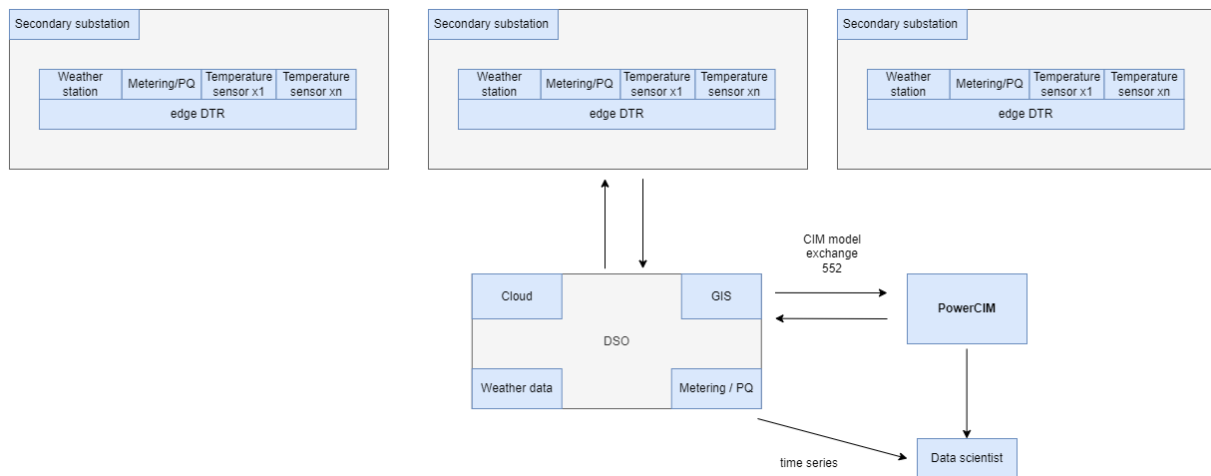 Secondary substation
Weather
station
Metering/PQ
Temperature
sensor x1
Temperature
sensor xn
edge DTR
Secondary substation
Weather
station
Metering/PQ
Temperature
sensor x1
Temperature
sensor xn
edge DTR
Secondary substation
Weather
station
Metering/PQ
Temperature
sensor x1
Temperature
sensor xn
edge DTR
CIM model
exchange
552
Cloud
GIS
DSO
Weather data
Metering / PQ
PowerCIM
time series
Data scientist